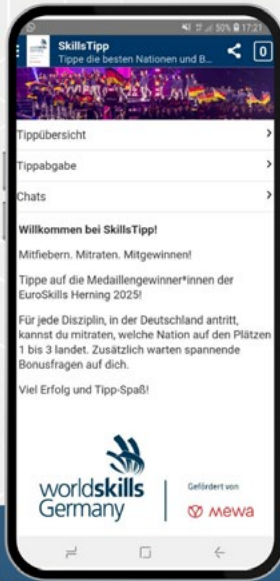 50% 17:21
SkillsTipp
Tippe die besten Nationen und B...
0
Tippübersicht
Tippabgabe
Chats
Willkommen bei SkillsTipp!
Mitfiebern. Mitraten. Mitgewinnen!
Tippe auf die Medaillengewinner*innen der
EuroSkills Herning 2025!
Für jede Disziplin, in der Deutschland antritt,
kannst du mitraten, welche Nation auf den Plätzen
1 bis 3 landet. Zusätzlich warten spannende
Bonusfragen auf dich.
Viel Erfolg und Tipp-Spaß!
worldskills
Germany
Gefördert von
mewa